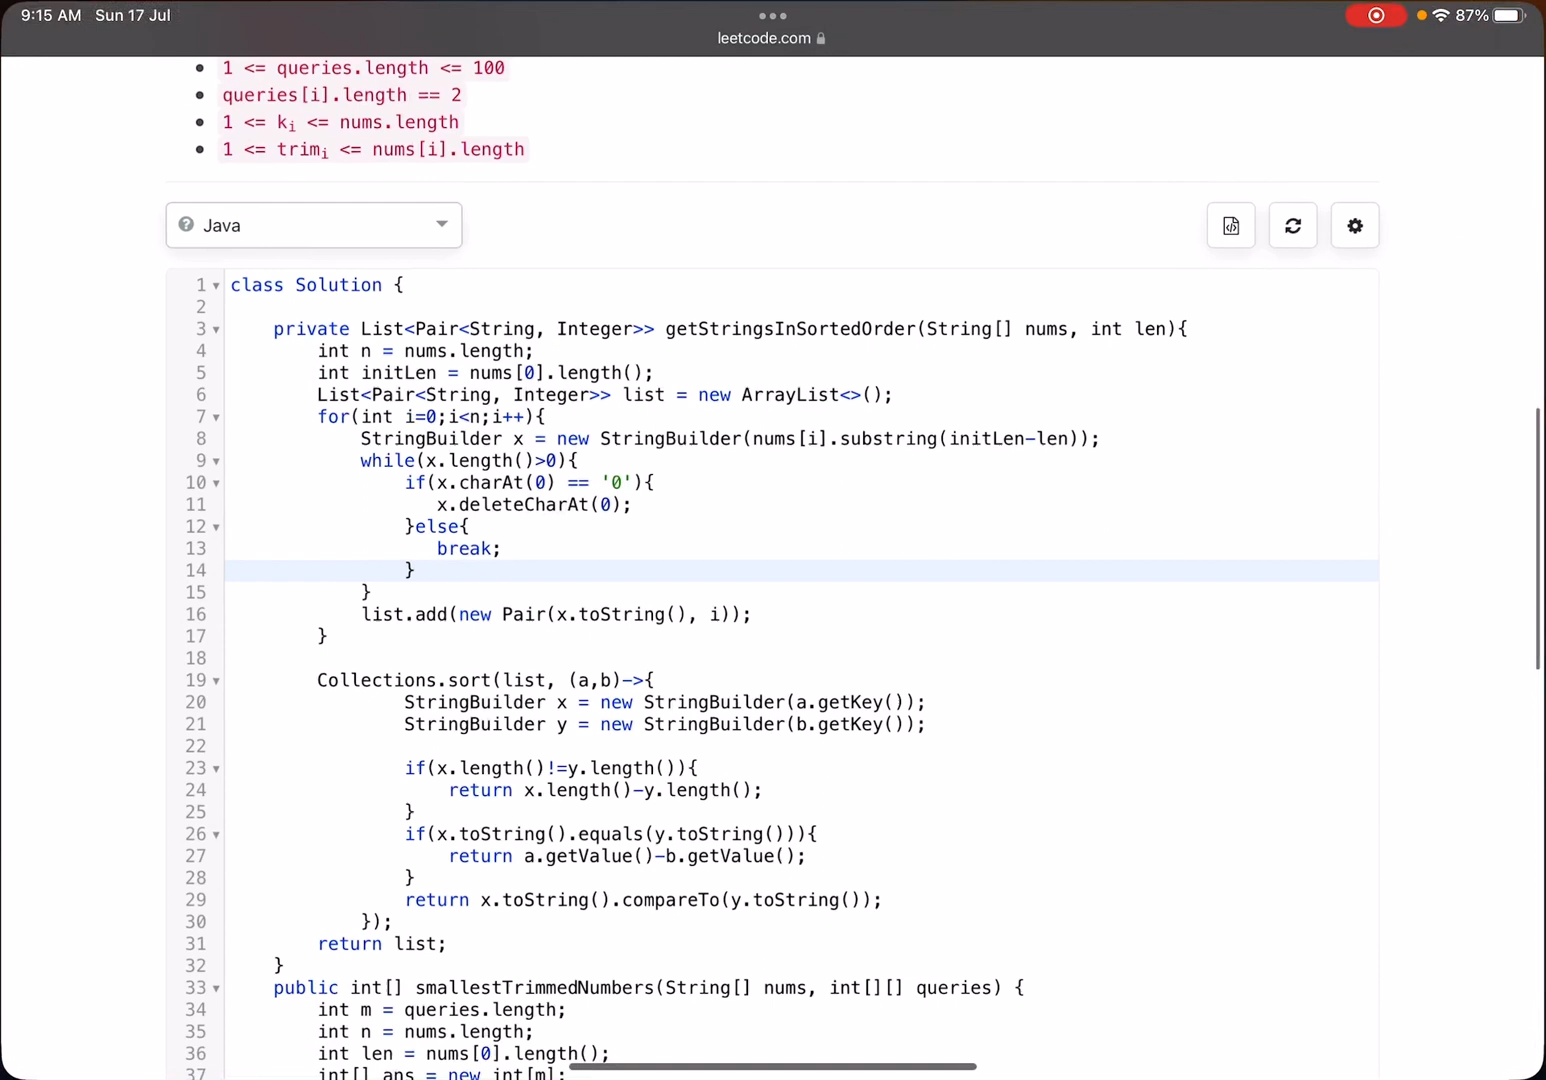 9:15 AM Sun 17 Jul
87%
leetcode.com
1 <= queries.length <= 100
queries[i].length == 2
1 <= ki <= nums.length
1 <= trimi <= nums[i].length
Java
1 class Solution {
2
3 private List<Pair<String, Integer>> getStringsInSortedOrder(String[] nums, int len){
4 int n = nums.length;
5 int initLen = nums[0].length();
6 List<Pair<String, Integer>> list = new ArrayList<>();
7 for(int i=0;i<n;i++){
8 StringBuilder x = new StringBuilder(nums[i].substring(initLen-len));
9 while(x.length()>0){
10 if(x.charAt(0) == '0'){
11 x.deleteCharAt(0);
12 }else{
13 break;
14 }
15 }
16 list.add(new Pair(x.toString(), i));
17 }
18
19 Collections.sort(list, (a,b)->{
20 StringBuilder x = new StringBuilder(a.getKey());
21 StringBuilder y = new StringBuilder(b.getKey());
22
23 if(x.length()!=y.length()){
24 return x.length()-y.length();
25 }
26 if(x.toString().equals(y.toString())){
27 return a.getValue()-b.getValue();
28 }
29 return x.toString().compareTo(y.toString());
30 });
31 return list;
32 }
33 public int[] smallestTrimmedNumbers(String[] nums, int[][] queries) {
34 int m = queries.length;
35 int n = nums.length;
36 int len = nums[0].length();
37 int[] ans = new int[m];